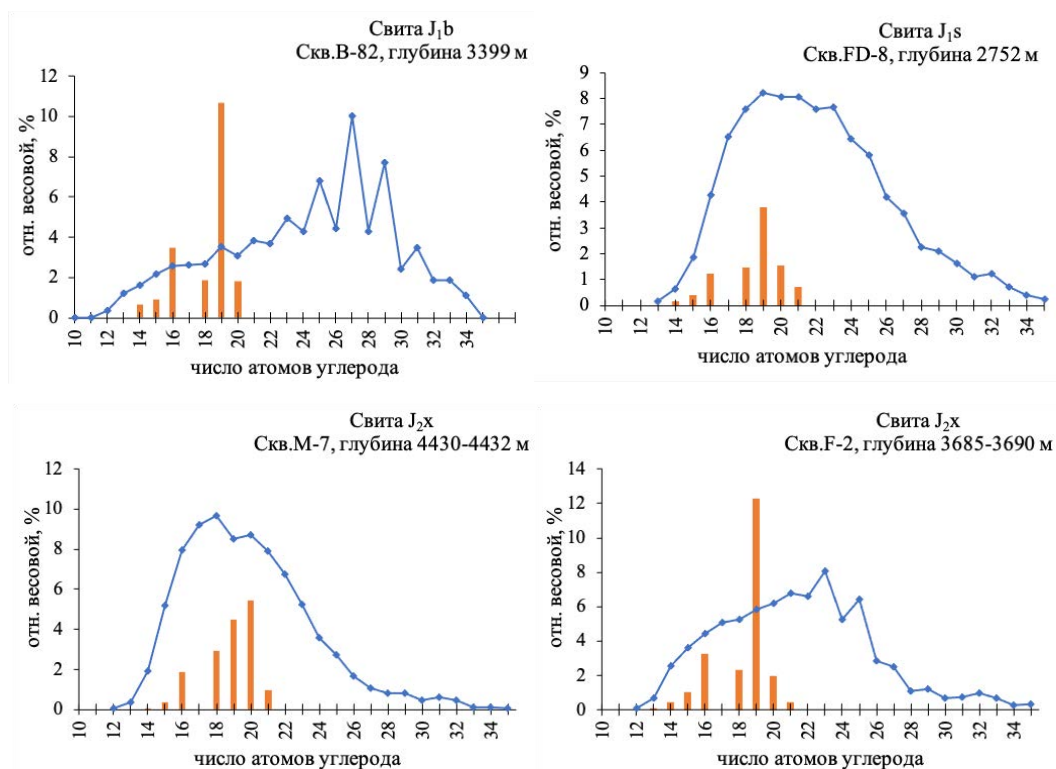 Свита J₁b
Скв.В-82, глубина 3399 м
отн. весовой, %
12
10
8
6
4
2
0
10 12 14 16 18 20 22 24 26 28 30 32 34
число атомов углерода
Свита J₁s
Скв.FD-8, глубина 2752 м
отн. весовой, %
9
8
7
6
5
4
3
2
1
0
10 12 14 16 18 20 22 24 26 28 30 32 34
число атомов углерода
Свита J₂x
Скв.М-7, глубина 4430-4432 м
отн. весовой, %
12
10
8
6
4
2
0
10 12 14 16 18 20 22 24 26 28 30 32 34
число атомов углерода
Свита J₂x
Скв.F-2, глубина 3685-3690 м
отн. весовой, %
14
12
10
8
6
4
2
0
10 12 14 16 18 20 22 24 26 28 30 32 34
число атомов углерода